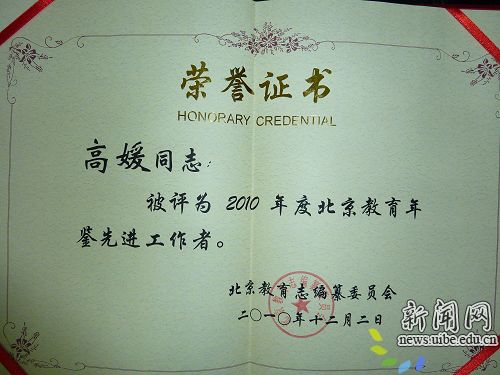 荣誉证书
HONORARY CREDENTIAL
高媛同志:
被评为 2010 年度北京教育年
鉴先进工作者。
北京教育志编纂委员会
二〇一〇年十二月二日
新闻网
news.uibe.edu.cn